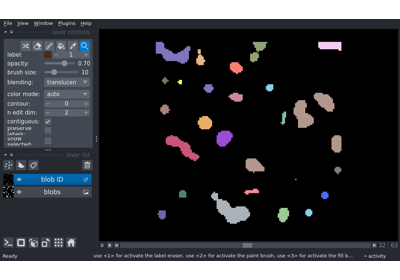 File View Window Plugins Help
layer controls
label: 1
opacity: 0.70
brush size: 10
blending: translucen
color mode: auto
contour: 0
n edit dim: 2
contiguous:
preserve labels:
show selected:
layer list
blob ID
blobs
32 63
Ready use <1> for activate the label eraser, use <2> for activate the paint brush, use <3> for activate the fill b... activity